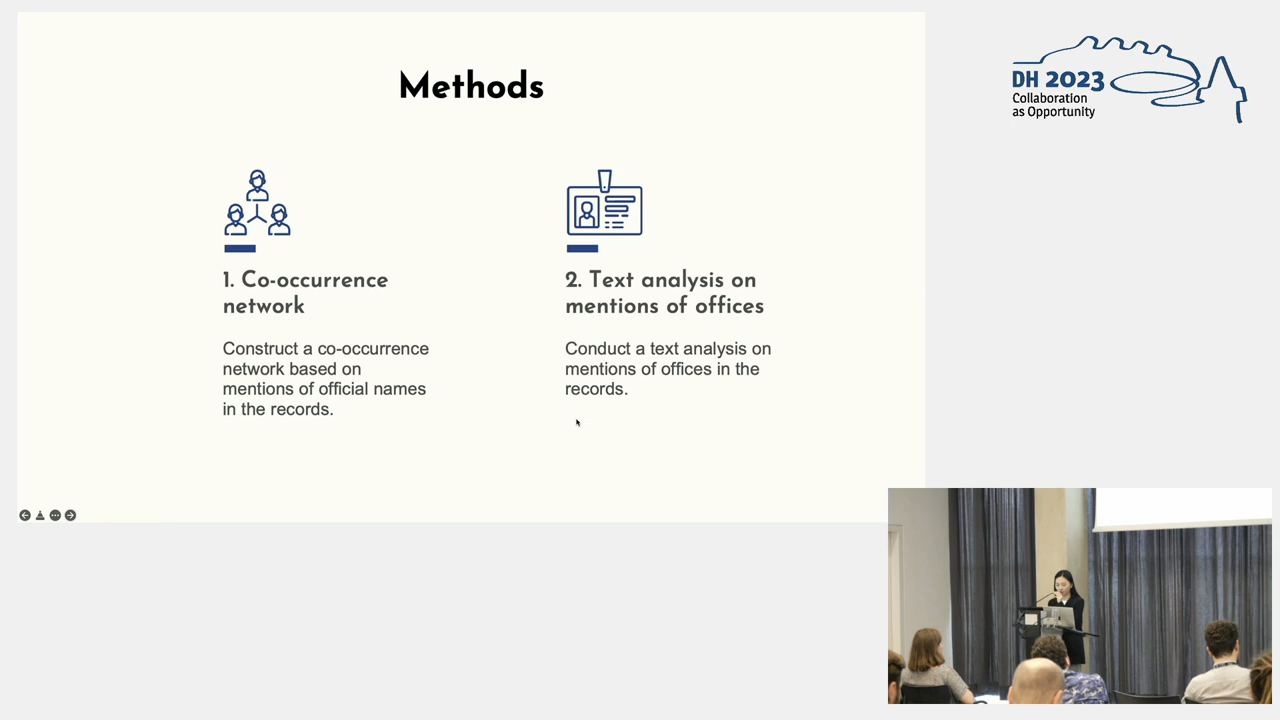 Methods
1. Co-occurrence
network
Construct a co-occurrence
network based on
mentions of official names
in the records.
2. Text analysis on
mentions of offices
Conduct a text analysis on
mentions of offices in the
records.
DH 2023
Collaboration
as Opportunity